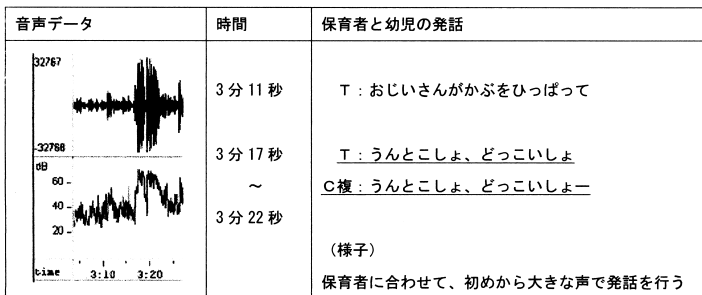 音声データ 時間 保育者と幼児の発話
32767
-32768
dB
60
40
20
time 3:10 3:20
3分11秒
3分17秒
～
3分22秒
T：おじいさんがかぶをひっぱって
T：うんとこしょ、どっこいしょ
C複：うんとこしょ、どっこいしょー
（様子）
保育者に合わせて、初めから大きな声で発話を行う